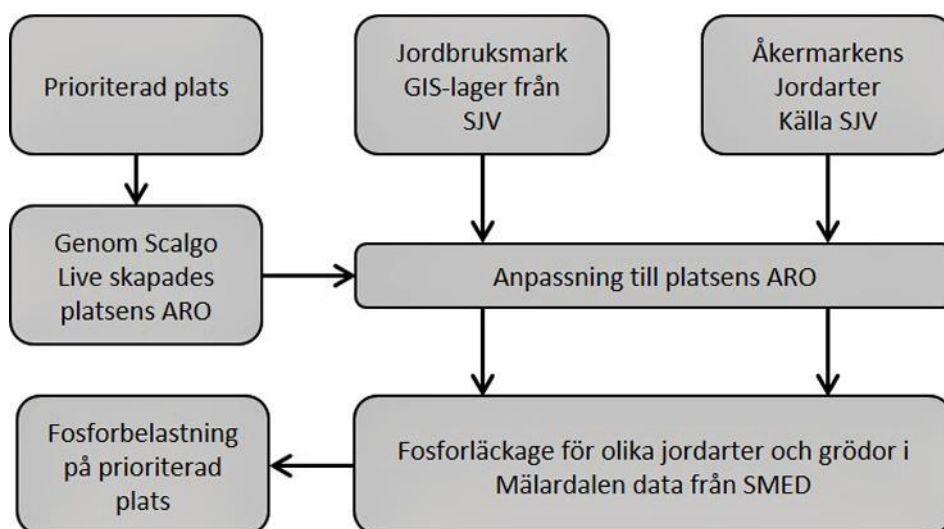 Prioriterad plats
Jordbruksmark
GIS-lager från
SJV
Åkermarkens
Jordarter
Källa SJV
Genom Scalgo
Live skapades
platsens ARO
Anpassning till platsens ARO
Fosforbelastning
på prioriterad
plats
Fosforläckage för olika jordarter och grödor i
Mälardalen data från SMED